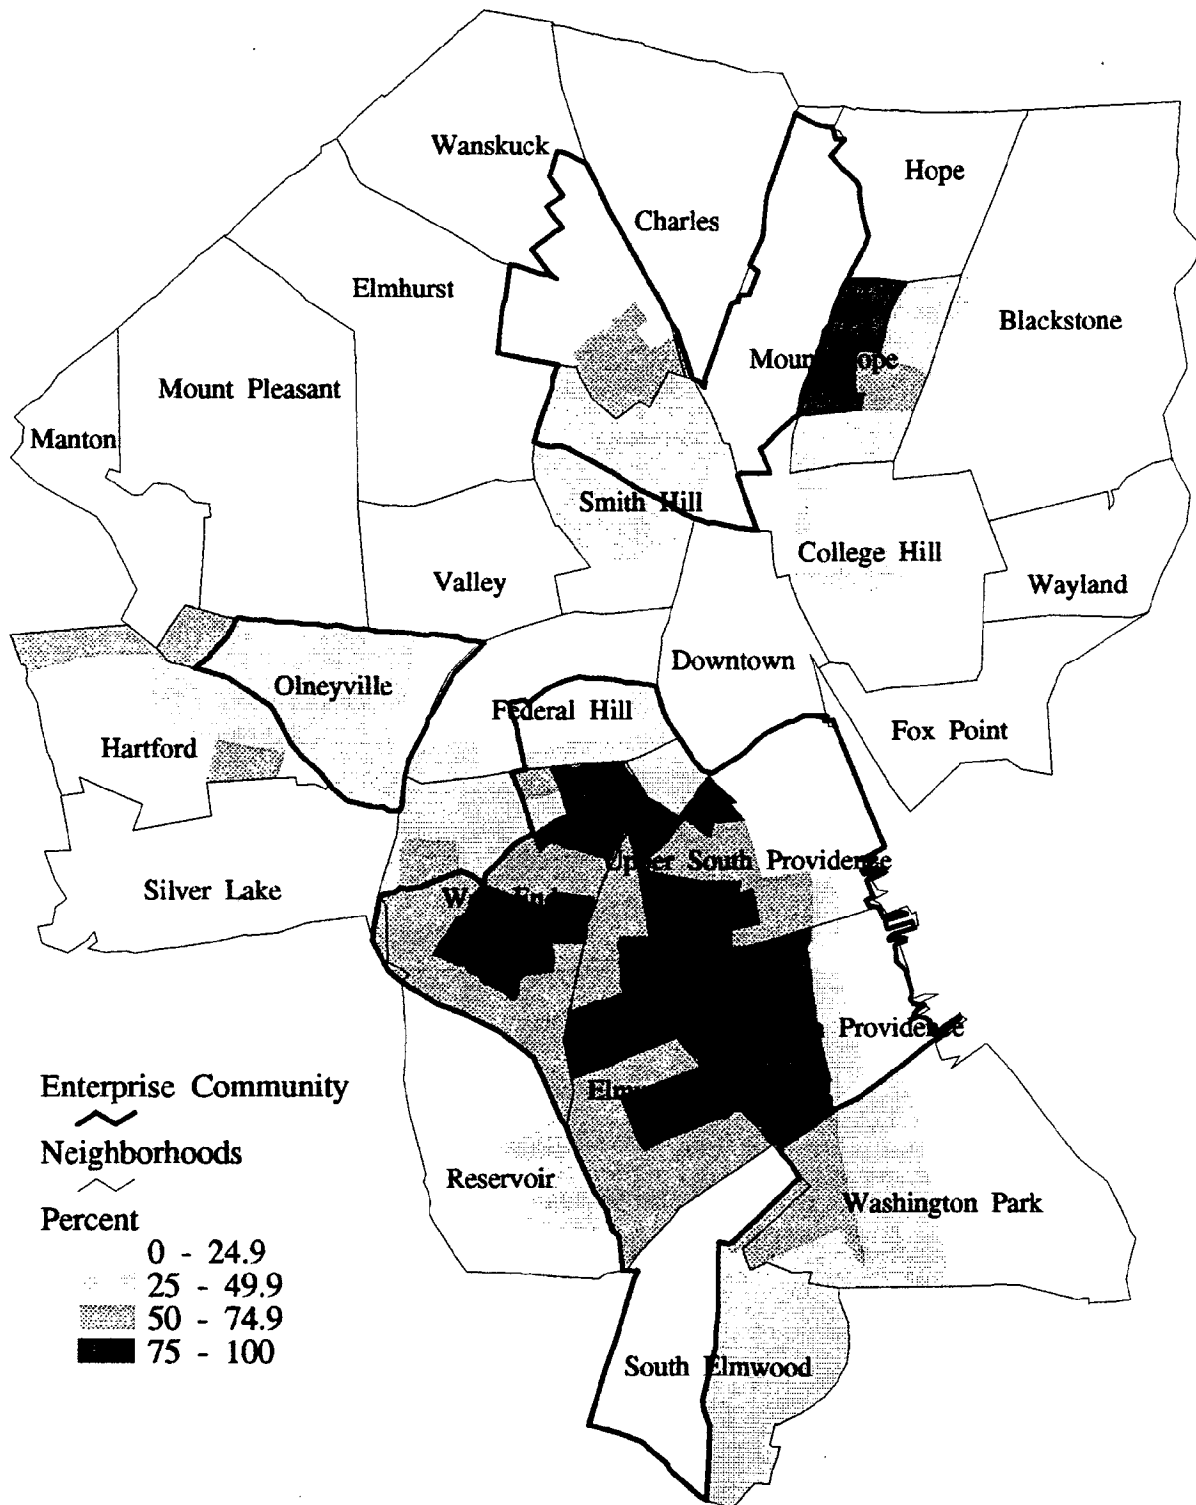 Wanskuck
Hope
Charles
Elmhurst
Blackstone
Mount Pleasant
Manton
Smith Hill
College Hill
Valley
Wayland
Downtown
Olneyville
Federal Hill
Fox Point
Hartford
South Providence
Silver Lake
Providence
Enterprise Community
Neighborhoods
Reservoir
Washington Park
Percent
0 - 24.9
25 - 49.9
50 - 74.9
75 - 100
South Elmwood